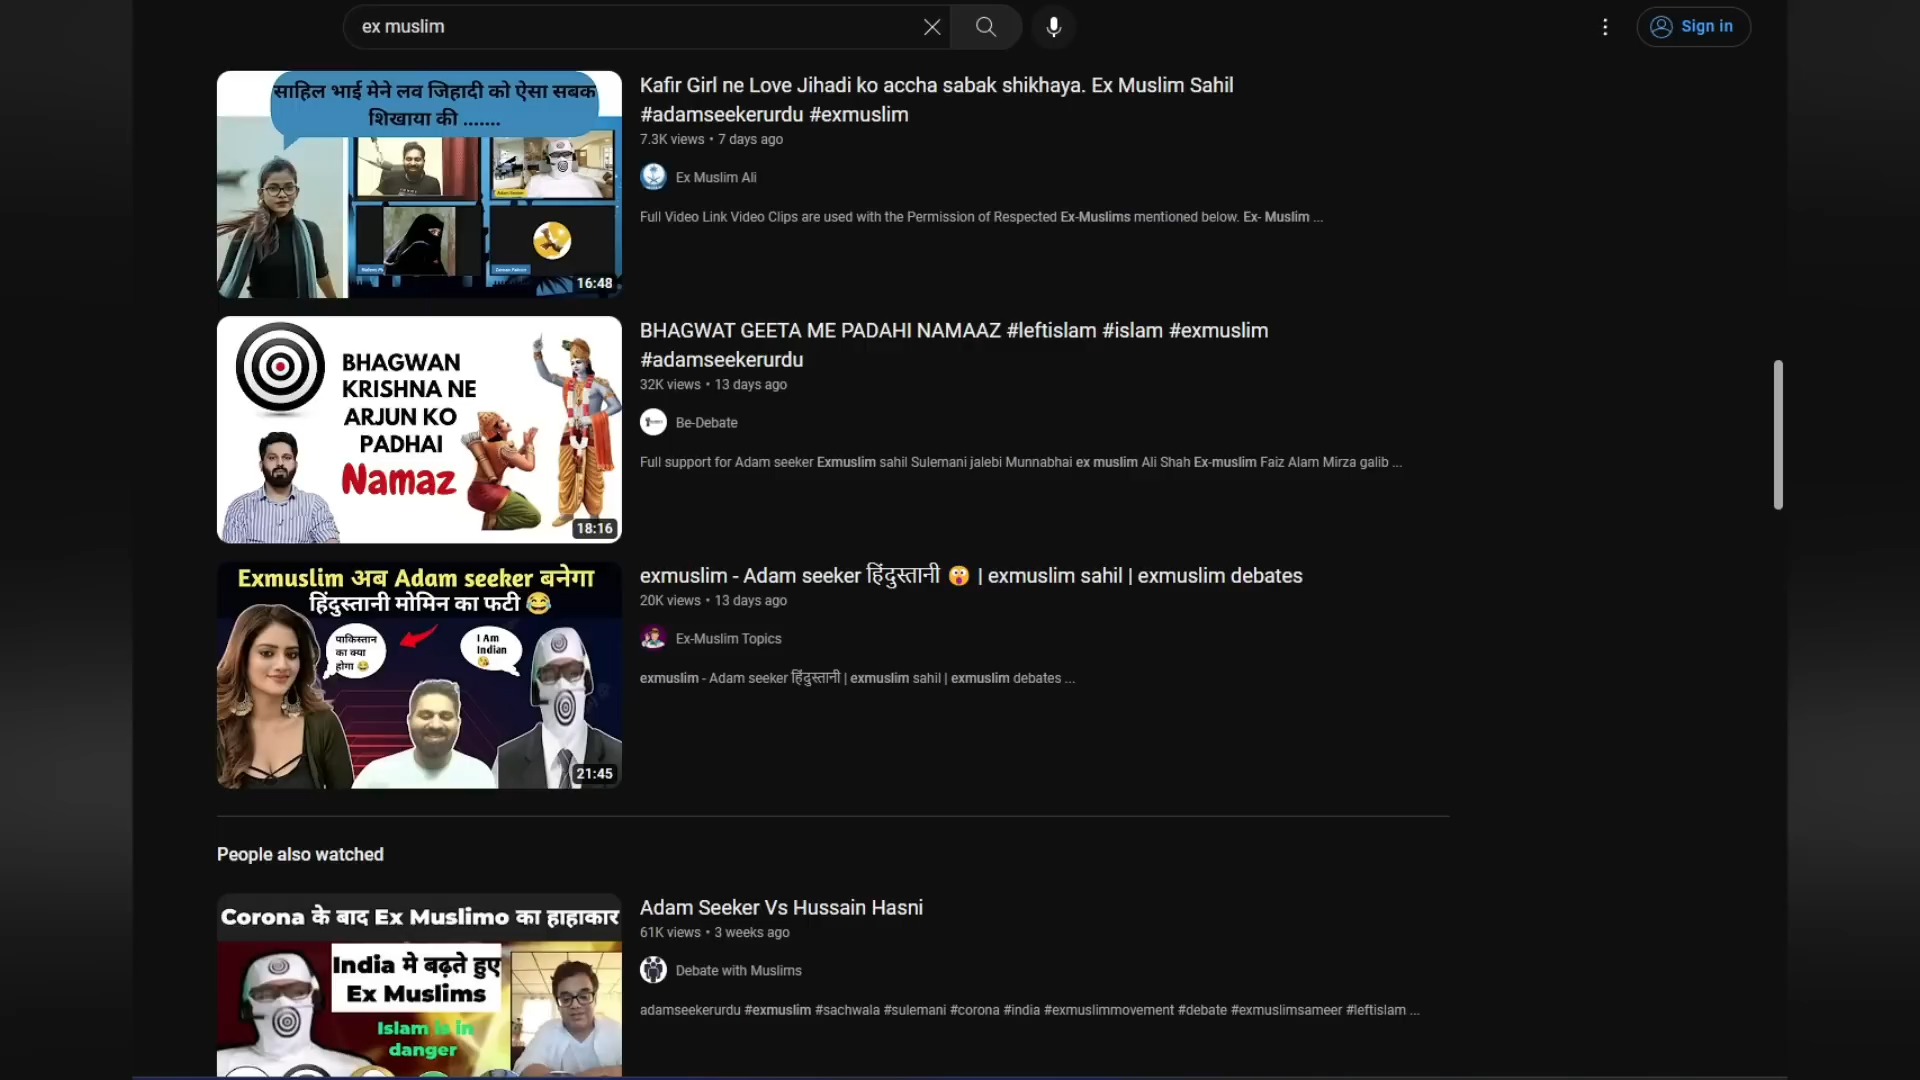 ex muslim
Sign in
साहिल भाई मेने लव जिहादी को ऐसा सबक
शिखाया की .......
16:48
Kafir Girl ne Love Jihadi ko accha sabak shikhaya. Ex Muslim Sahil
#adamseekerurdu #exmuslim
7.3K views • 7 days ago
Ex Muslim Ali
Full Video Link Video Clips are used with the Permission of Respected Ex-Muslims mentioned below. Ex- Muslim ...
BHAGWAN
KRISHNA NE
ARJUN KO
PADHAI
Namaz
18:16
BHAGWAT GEETA ME PADAHI NAMAAZ #leftislam #islam #exmuslim
#adamseekerurdu
32K views • 13 days ago
Be-Debate
Full support for Adam seeker Exmuslim sahil Sulemani jalebi Munnabhai ex muslim Ali Shah Ex-muslim Faiz Alam Mirza galib ...
Exmuslim अब Adam seeker बनेगा
हिंदुस्तानी मोमिन का फटी 😂
पाकिस्तान
का क्या
होगा 😂
I Am
Indian
21:45
exmuslim - Adam seeker हिंदुस्तानी 😲 | exmuslim sahil | exmuslim debates
20K views • 13 days ago
Ex-Muslim Topics
exmuslim - Adam seeker हिंदुस्तानी | exmuslim sahil | exmuslim debates ...
People also watched
Corona के बाद Ex Muslimo का हाहाकार
India मे बढ़ते हुए
Ex Muslims
Islam is in
danger
Adam Seeker Vs Hussain Hasni
61K views • 3 weeks ago
Debate with Muslims
adamseekerurdu #exmuslim #sachwala #sulemani #corona #india #exmuslimmovement #debate #exmuslimsameer #leftislam ...